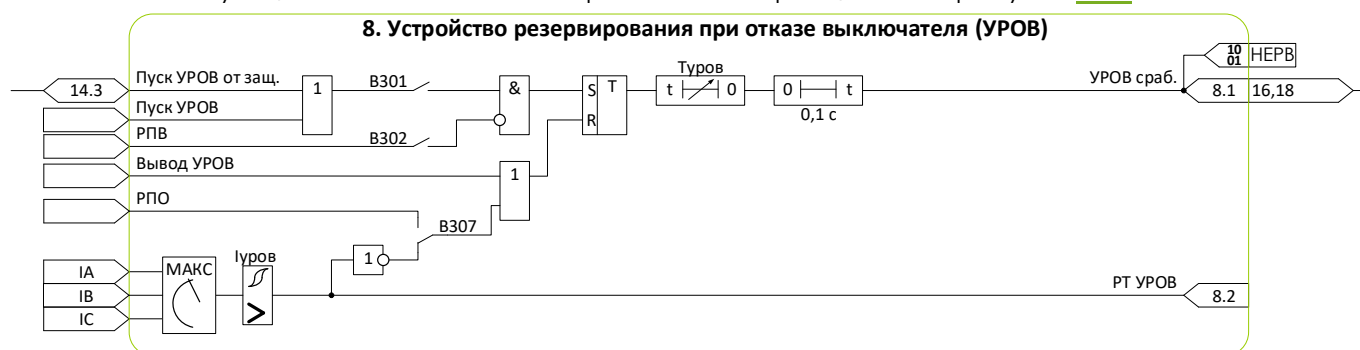 8. Устройство резервирования при отказе выключателя (УРОВ)
10
01
НЕРВ
14.3
Пуск УРОВ от защ.
1
В301
&
S
R
T
Туров
t
0
0
t
0,1 с
УРОВ сраб.
8.1
16,18
Пуск УРОВ
РПВ
В302
Вывод УРОВ
1
РПО
В307
1
IA
IB
IC
МАКС
Iуров
>
РТ УРОВ
8.2